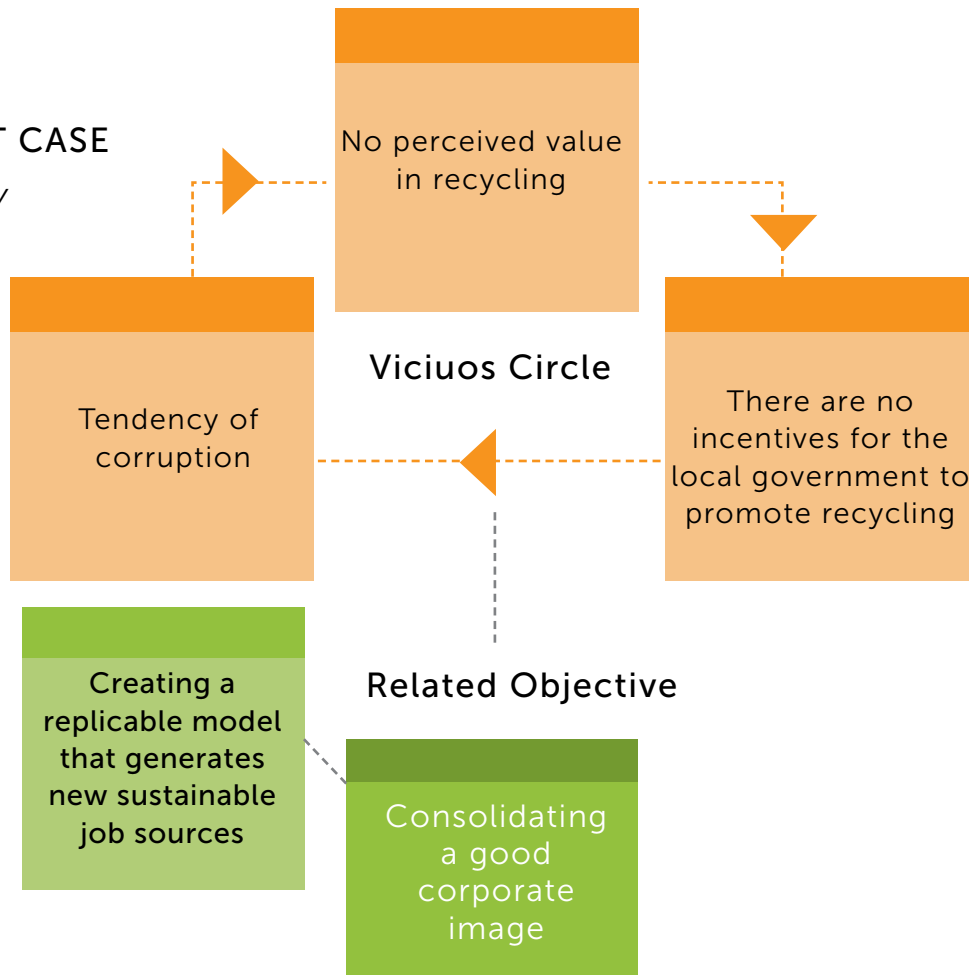 T CASE
y
No perceived value
in recycling
Viciuos Circle
Tendency of
corruption
There are no
incentives for the
local government to
promote recycling
Related Objective
Creating a
replicable model
that generates
new sustainable
job sources
Consolidating
a good
corporate
image